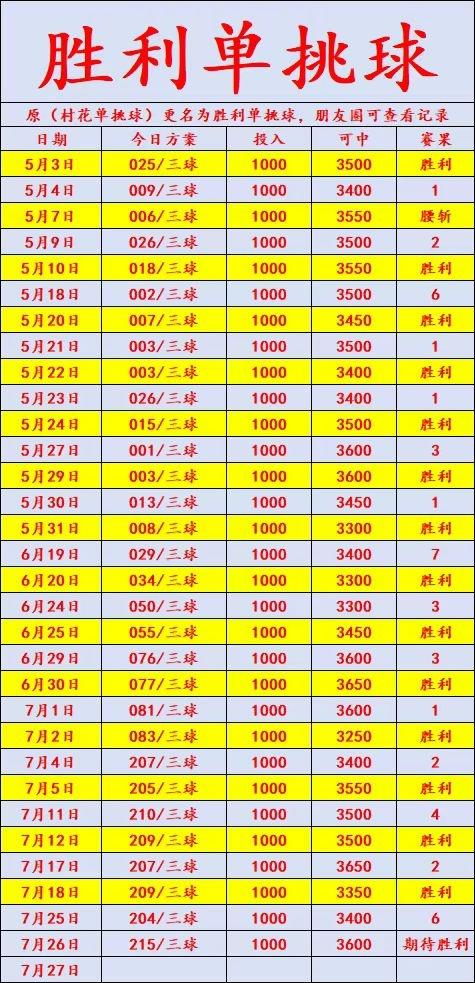 胜利单挑球
原（村花单挑球）更名为胜利单挑球，朋友圈可查看记录
日期 今日方案 投入 可中 赛果
5月3日 025/三球 1000 3500 胜利
5月4日 009/三球 1000 3400 1
5月7日 006/三球 1000 3550 腰斩
5月9日 026/三球 1000 3500 2
5月10日 018/三球 1000 3550 胜利
5月18日 002/三球 1000 3500 6
5月20日 007/三球 1000 3450 胜利
5月21日 003/三球 1000 3500 1
5月22日 003/三球 1000 3400 胜利
5月23日 026/三球 1000 3400 1
5月24日 015/三球 1000 3500 胜利
5月27日 001/三球 1000 3600 3
5月29日 003/三球 1000 3600 胜利
5月30日 013/三球 1000 3450 1
5月31日 008/三球 1000 3300 胜利
6月19日 029/三球 1000 3400 7
6月20日 034/三球 1000 3300 胜利
6月24日 050/三球 1000 3300 3
6月25日 055/三球 1000 3450 胜利
6月29日 076/三球 1000 3600 3
6月30日 077/三球 1000 3650 胜利
7月1日 081/三球 1000 3600 1
7月2日 083/三球 1000 3250 胜利
7月4日 207/三球 1000 3400 2
7月5日 205/三球 1000 3550 胜利
7月11日 210/三球 1000 3500 4
7月12日 209/三球 1000 3500 胜利
7月17日 207/三球 1000 3650 2
7月18日 209/三球 1000 3350 胜利
7月25日 204/三球 1000 3400 6
7月26日 215/三球 1000 3600 期待胜利
7月27日